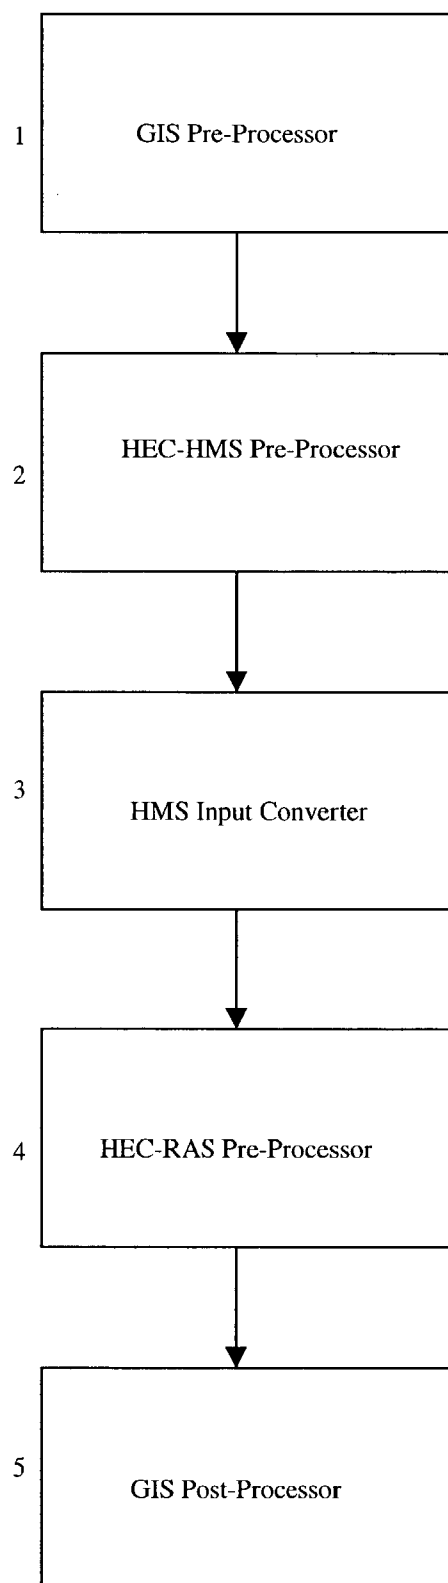 1
GIS Pre-Processor
2
HEC-HMS Pre-Processor
3
HMS Input Converter
4
HEC-RAS Pre-Processor
5
GIS Post-Processor